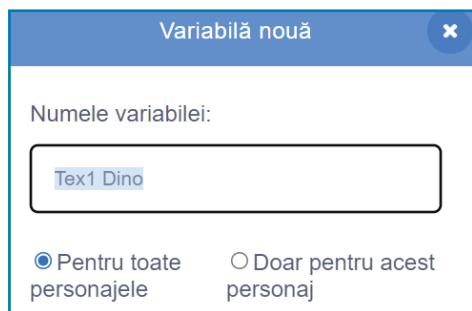 Variabilă nouă
Numele variabilei:
Tex1 Dino
Pentru toate personajele
Doar pentru acest personaj